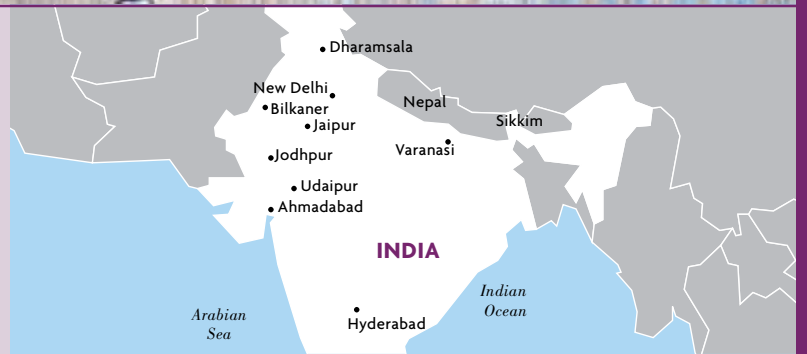 Dharamsala
New Delhi
Bilkaner
Nepal
Jaipur
Sikkim
Varanasi
Jodhpur
Udaipur
Ahmadabad
INDIA
Indian
Ocean
Arabian
Sea
Hyderabad